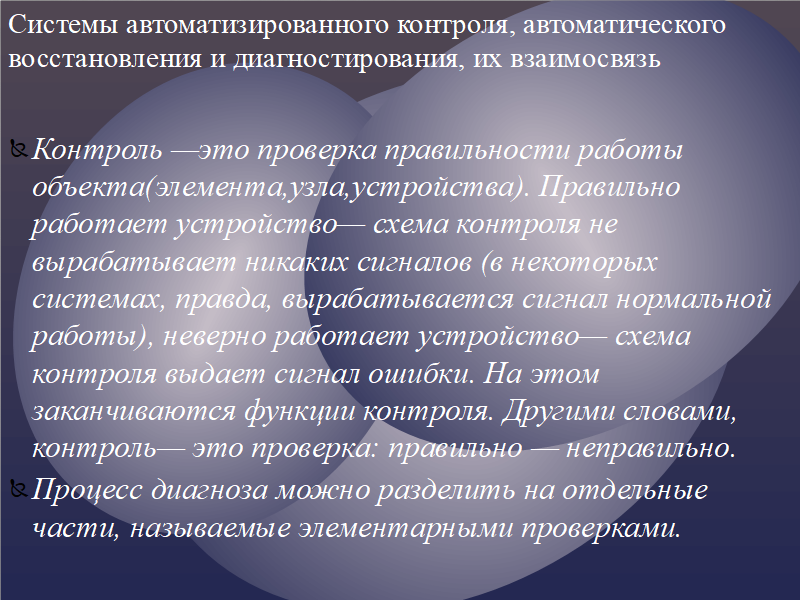 Системы автоматизированного контроля, автоматического
восстановления и диагностирования, их взаимосвязь
Контроль —это проверка правильности работы
объекта(элемента,узла,устройства). Правильно
работает устройство— схема контроля не
вырабатывает никаких сигналов (в некоторых
системах, правда, вырабатывается сигнал нормальной
работы), неверно работает устройство— схема
контроля выдает сигнал ошибки. На этом
заканчиваются функции контроля. Другими словами,
контроль— это проверка: правильно — неправильно.
Процесс диагноза можно разделить на отдельные
части, называемые элементарными проверками.